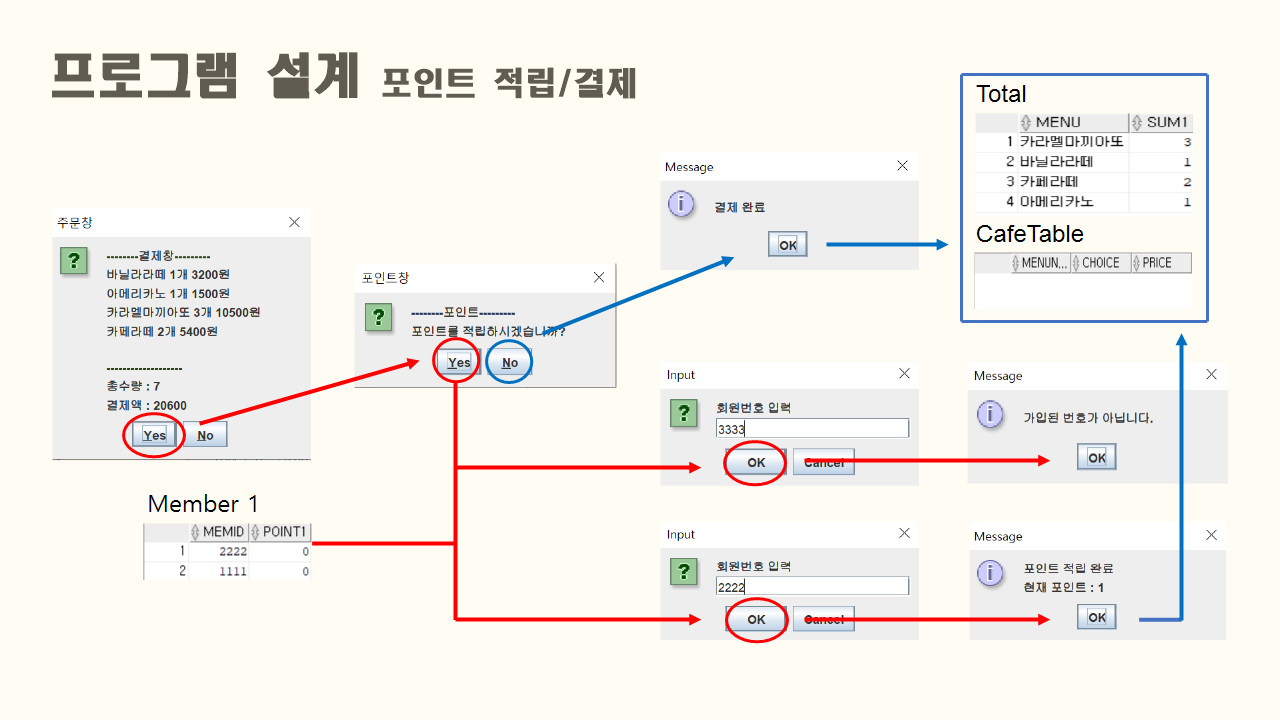 프로그램 설계 포인트 적립/결제
주문창
--------결제창---------
바닐라라떼 1개 3200원
아메리카노 1개 1500원
카라멜마끼아또 3개 10500원
카페라떼 2개 5400원
-------------------
총수량 : 7
결제액 : 20600
Yes No
Member 1
MEMID POINT1
1 2222 0
2 1111 0
포인트창
--------포인트---------
포인트를 적립하시겠습니까?
Yes No
Message
결제 완료
OK
Total
MENU SUM1
1 카라멜마끼아또 3
2 바닐라라떼 1
3 카페라떼 2
4 아메리카노 1
CafeTable
MENUN... CHOICE PRICE
Input
회원번호 입력
3333
OK Cancel
Message
가입된 번호가 아닙니다.
OK
Input
회원번호 입력
2222
OK Cancel
Message
포인트 적립 완료
현재 포인트 : 1
OK